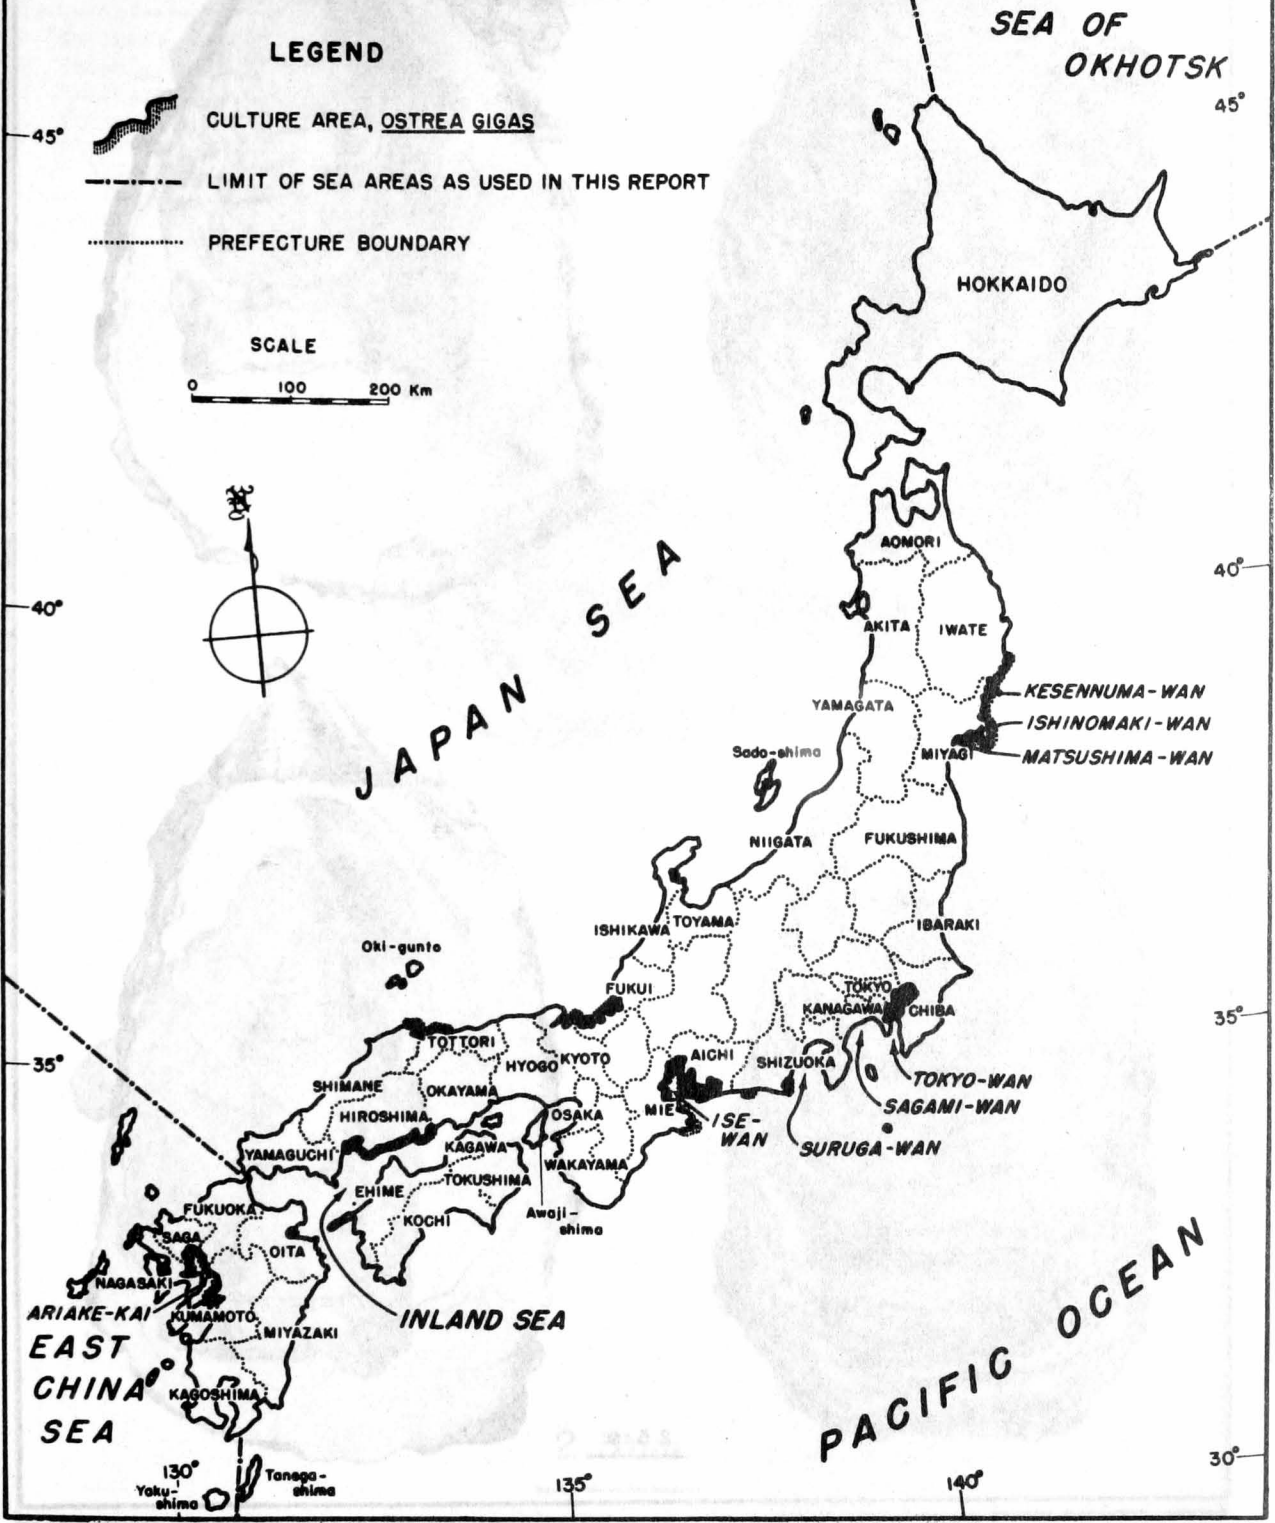 SEA OF
OKHOTSK
LEGEND
CULTURE AREA, OSTREA GIGAS
LIMIT OF SEA AREAS AS USED IN THIS REPORT
PREFECTURE BOUNDARY
SCALE
0 100 200 Km
45°
45°
HOKKAIDO
AOMORI
40°
40°
AKITA
IWATE
JAPAN SEA
KESENNUMA-WAN
YAMAGATA
ISHINOMAKI-WAN
MIYAGI
MATSUSHIMA-WAN
Sado-shima
NIIGATA
FUKUSHIMA
ISHIKAWA
TOYAMA
IBARAKI
Oki-gunto
FUKUI
TOKYO
KANAGAWA
CHIBA
35°
35°
TOTTORI
HYOGO
KYOTO
AICHI
SHIZUOKA
TOKYO-WAN
SHIMANE
OKAYAMA
SAGAMI-WAN
HIROSHIMA
OSAKA
MIE
ISE-
WAN
SURUGA-WAN
YAMAGUCHI
KAGAWA
WAKAYAMA
EHIME
TOKUSHIMA
KOCHI
Awaji-
shima
FUKUOKA
SAGA
OITA
NAGASAKI
ARIAKE-KAI
KUMAMOTO
INLAND SEA
MIYAZAKI
EAST
CHINA
SEA
KAGOSHIMA
PACIFIC OCEAN
30°
130°
Yaku-
shima
Tanega-
shima
135°
140°